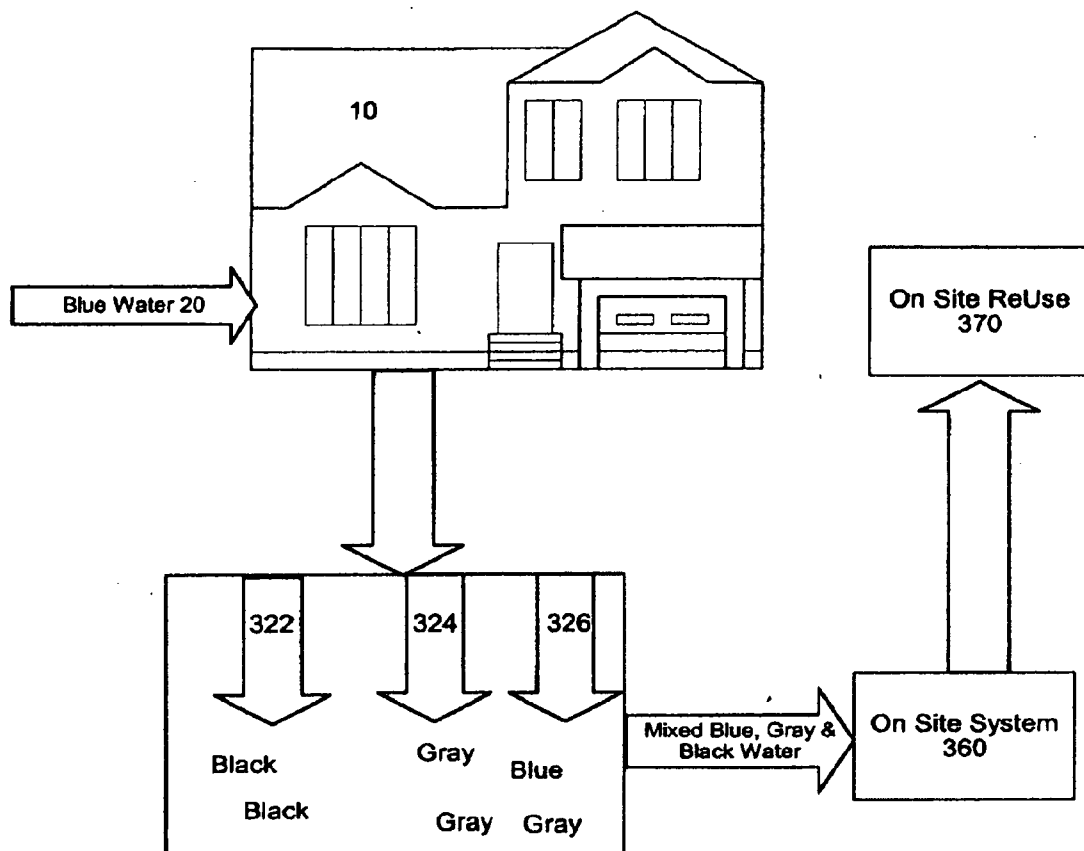 10
Blue Water 20
On Site ReUse
370
322
324
326
Mixed Blue, Gray &
Black Water
On Site System
360
Black
Gray
Blue
Black
Gray
Gray